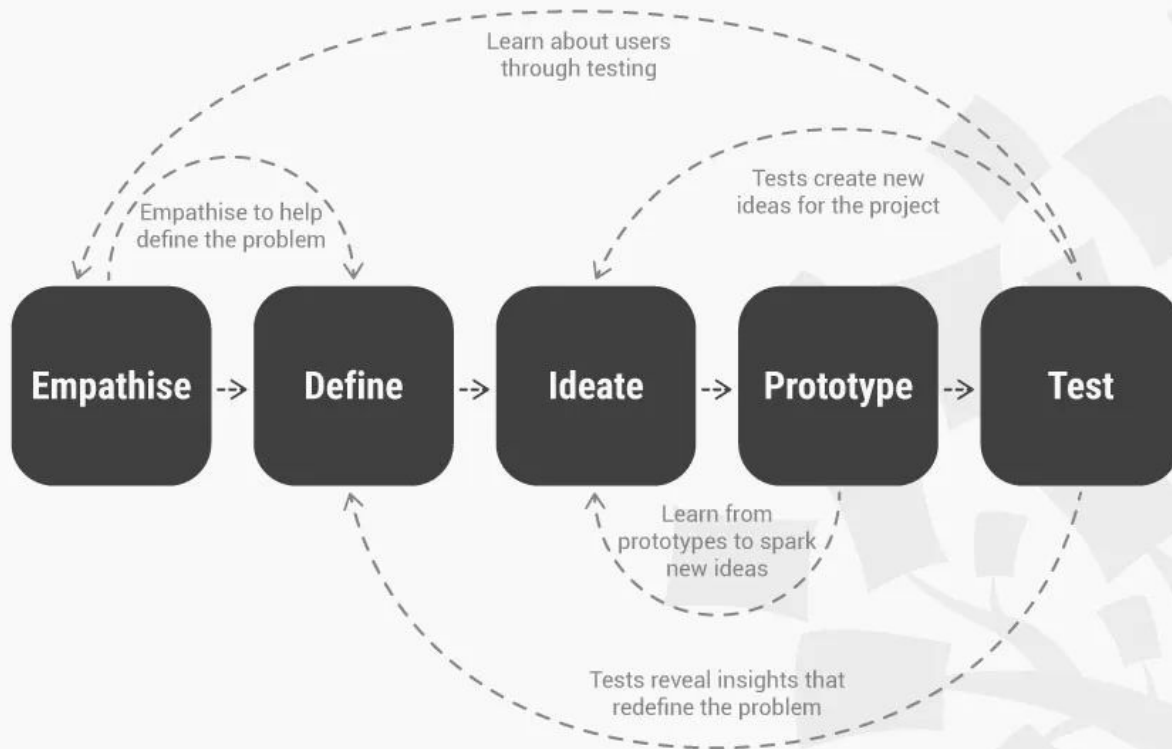 Learn about users
through testing
Tests create new
ideas for the project
Empathise to help
define the problem
Empathise
Define
Ideate
Prototype
Test
Learn from
prototypes to spark
new ideas
Tests reveal insights that
redefine the problem